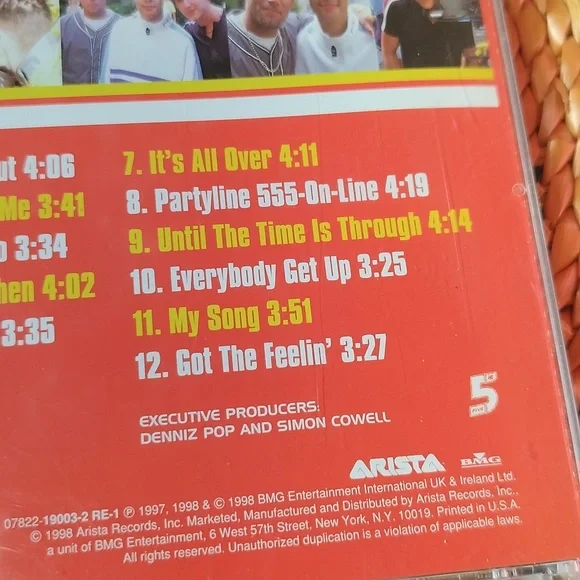 ut 4:06
Me 3:41
o 3:34
hen 4:02
3:35
7. It's All Over 4:11
8. Partyline 555-On-Line 4:19
9. Until The Time Is Through 4:14
10. Everybody Get Up 3:25
11. My Song 3:51
12. Got The Feelin' 3:27
EXECUTIVE PRODUCERS:
DENNIZ POP AND SIMON COWELL
5
ARISTA BMG
07822-19003-2 RE-1 ℗ 1997, 1998 & © 1998 BMG Entertainment International UK & Ireland Ltd.
© 1998 Arista Records, Inc. Marketed, Manufactured and Distributed by Arista Records, Inc.,
a unit of BMG Entertainment, 6 West 57th Street, New York, N.Y. 10019. Printed in U.S.A.
All rights reserved. Unauthorized duplication is a violation of applicable laws.